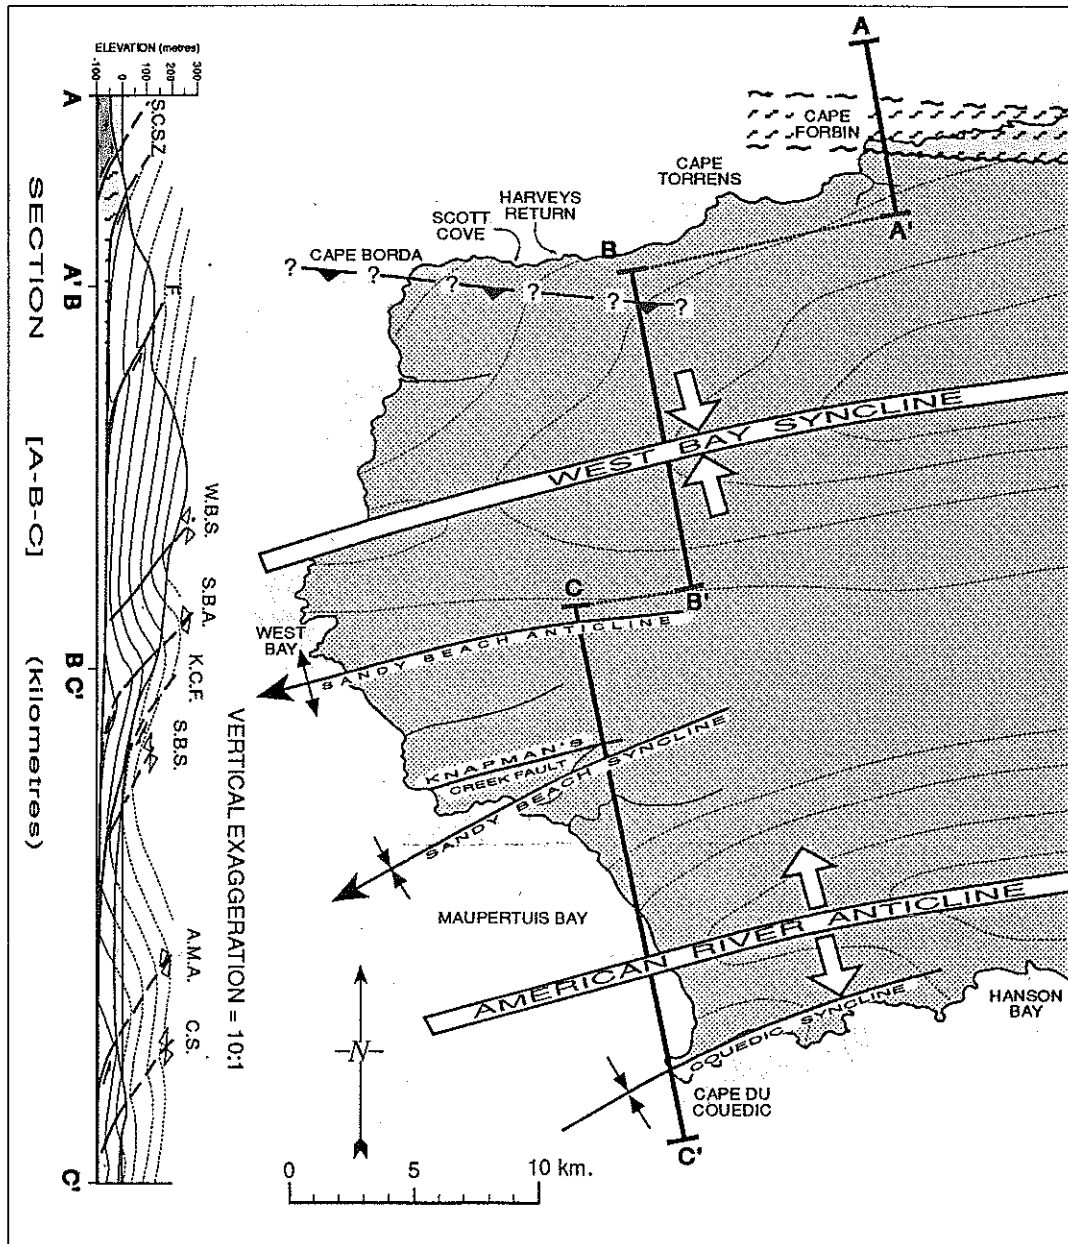 ELEVATION (metres)
-100 0 100 200 300
A
S.C.S.Z.
A' B
F
W.B.S.
S.B.A.
K.C.F.
B' C
S.B.S.
A.M.A.
C.S.
C'
SECTION [A-B-C] (kilometres)
VERTICAL EXAGGERATION = 10:1
A
CAPE
FORBIN
CAPE
TORRENS
HARVEYS
RETURN
SCOTT
COVE
A'
B
CAPE BORDA
? ? ? ? ? ?
WEST BAY SYNCLINE
C
B'
WEST
BAY
SANDY BEACH ANTICLINE
KNAPMAN'S
CREEK FAULT
SANDY BEACH SYNCLINE
MAUPERTUIS BAY
AMERICAN RIVER ANTICLINE
HANSON
BAY
COUEDIC SYNCLINE
N
CAPE DU
COUEDIC
C'
0 5 10 km.